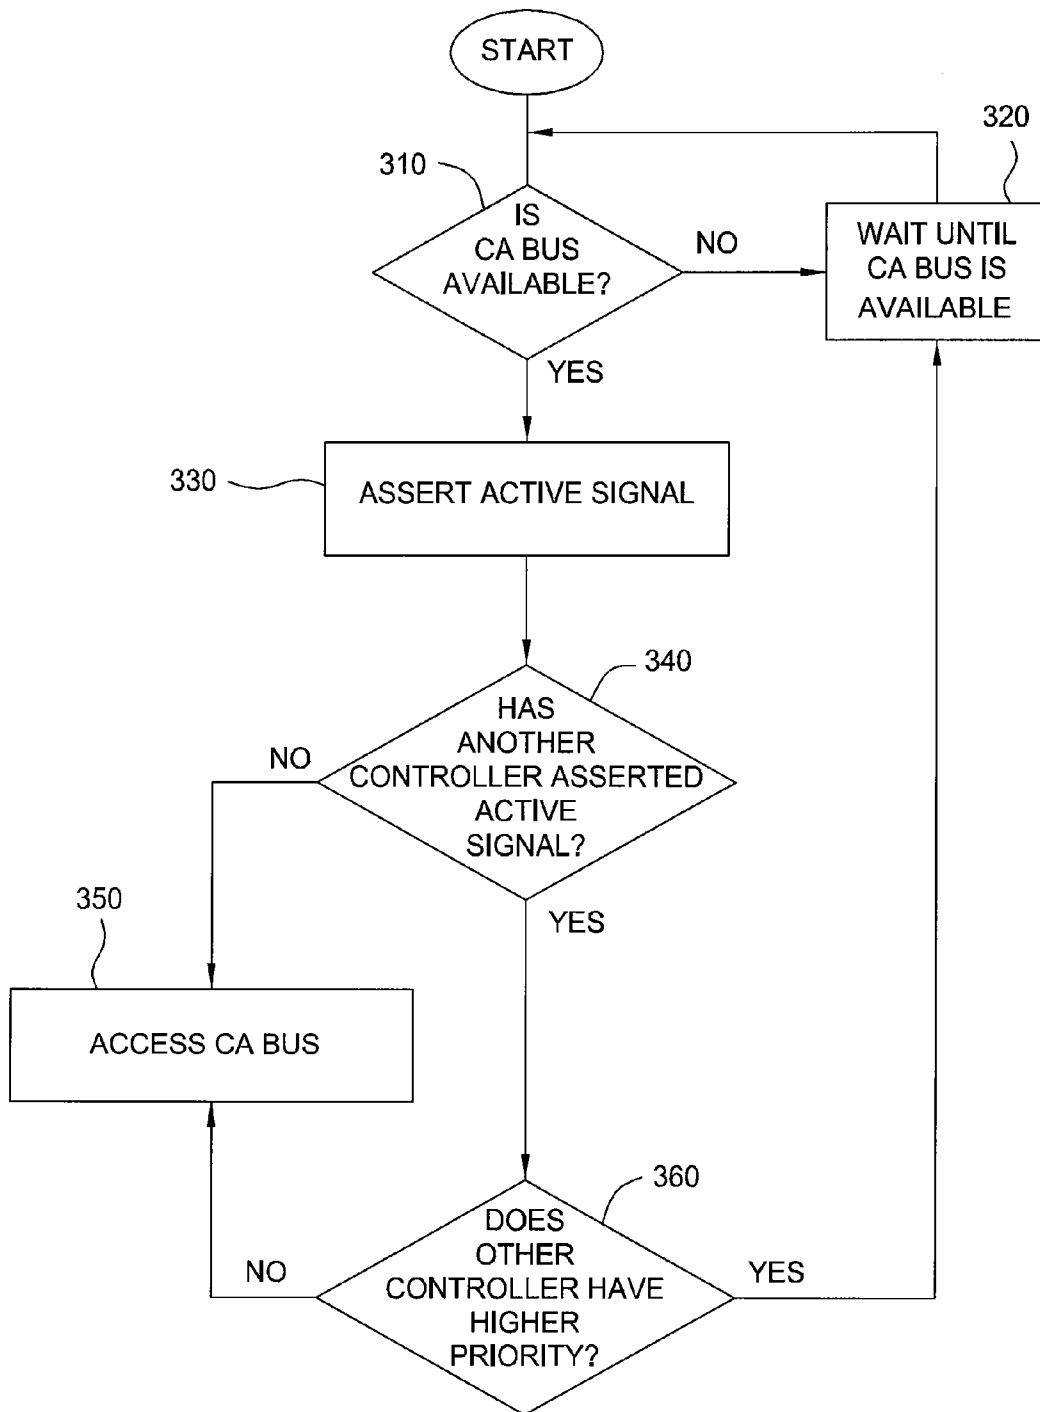 START
320
310
IS
CA BUS
AVAILABLE?
NO
WAIT UNTIL
CA BUS IS
AVAILABLE
YES
330
ASSERT ACTIVE SIGNAL
340
HAS
ANOTHER
CONTROLLER ASSERTED
ACTIVE
SIGNAL?
NO
YES
350
ACCESS CA BUS
360
DOES
OTHER
CONTROLLER HAVE
HIGHER
PRIORITY?
NO
YES